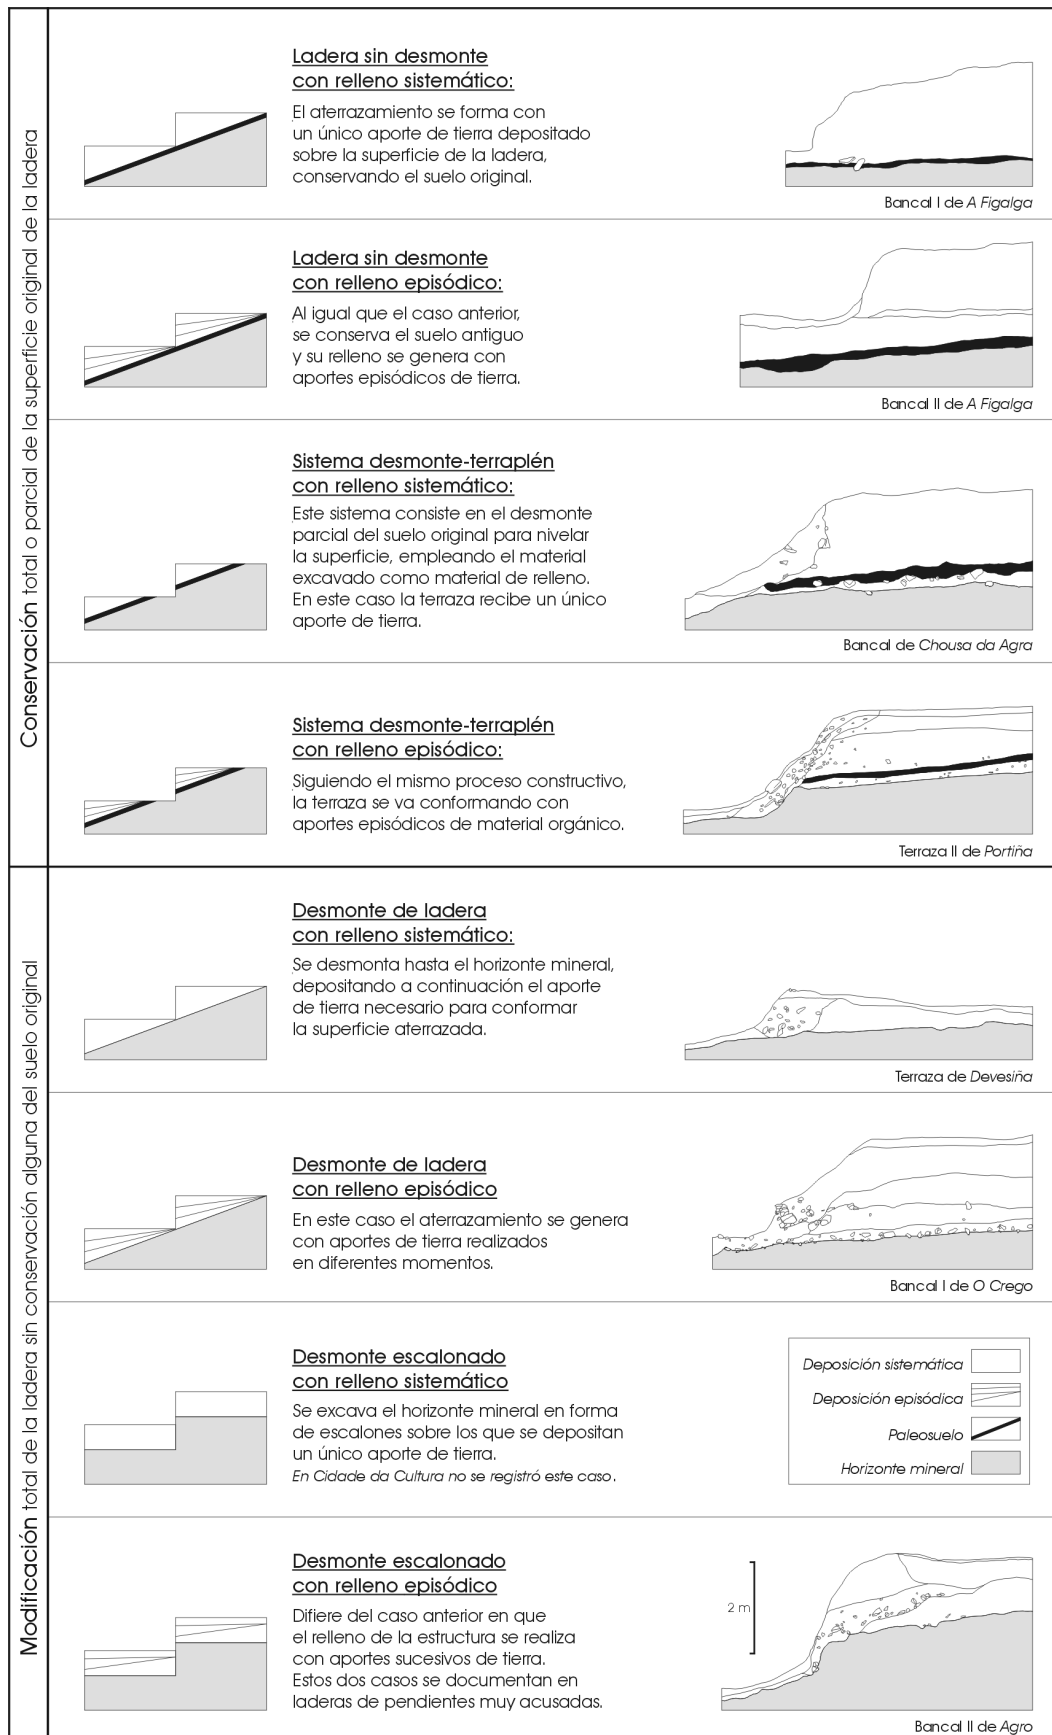 Conservación total o parcial de la superficie original de la ladera
Ladera sin desmonte
con relleno sistemático:
El aterrazamiento se forma con
un único aporte de tierra depositado
sobre la superficie de la ladera,
conservando el suelo original.
Bancal I de A Figalga
Ladera sin desmonte
con relleno episódico:
Al igual que el caso anterior,
se conserva el suelo antiguo
y su relleno se genera con
aportes episódicos de tierra.
Bancal II de A Figalga
Sistema desmonte-terraplén
con relleno sistemático:
Este sistema consiste en el desmonte
parcial del suelo original para nivelar
la superficie, empleando el material
excavado como material de relleno.
En este caso la terraza recibe un único
aporte de tierra.
Bancal de Chousa da Agra
Sistema desmonte-terraplén
con relleno episódico:
Siguiendo el mismo proceso constructivo,
la terraza se va conformando con
aportes episódicos de material orgánico.
Terraza II de Portiña
Modificación total de la ladera sin conservación alguna del suelo original
Desmonte de ladera
con relleno sistemático:
Se desmonta hasta el horizonte mineral,
depositando a continuación el aporte
de tierra necesario para conformar
la superficie aterrazada.
Terraza de Devesiña
Desmonte de ladera
con relleno episódico
En este caso el aterrazamiento se genera
con aportes de tierra realizados
en diferentes momentos.
Bancal I de O Crego
Desmonte escalonado
con relleno sistemático
Se excava el horizonte mineral en forma
de escalones sobre los que se depositan
un único aporte de tierra.
En Cidade da Cultura no se registró este caso.
Deposición sistemática
Deposición episódica
Paleosuelo
Horizonte mineral
Desmonte escalonado
con relleno episódico
Difiere del caso anterior en que
el relleno de la estructura se realiza
con aportes sucesivos de tierra.
Estos dos casos se documentan en
laderas de pendientes muy acusadas.
2 m
Bancal II de Agro